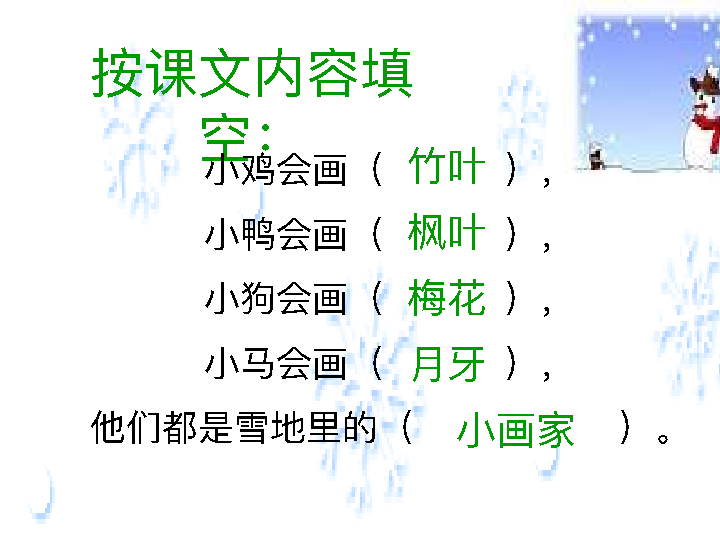 按课文内容填
空：
小鸡会画（ 竹叶 ），
小鸭会画（ 枫叶 ），
小狗会画（ 梅花 ），
小马会画（ 月牙 ），
他们都是雪地里的（ 小画家 ）。